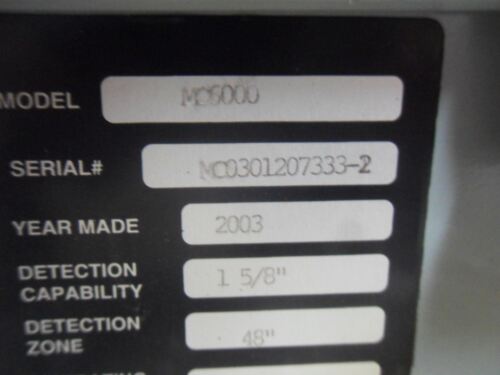 MODEL MC6000
SERIAL# MC0301207333-2
YEAR MADE 2003
DETECTION
CAPABILITY 1 5/8"
DETECTION
ZONE 48"